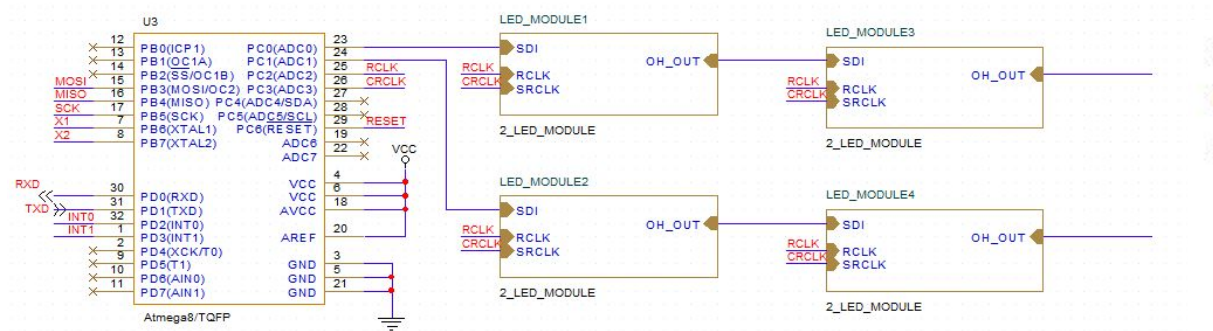 U3
12 PB0(ICP1) PC0(ADC0) 23
13 PB1(OC1A) PC1(ADC1) 24
14 PB2(SS/OC1B) PC2(ADC2) 25 RCLK
MOSI 15 PB3(MOSI/OC2) PC3(ADC3) 26 CRCLK
MISO 16 PB4(MISO) PC4(ADC4/SDA) 27
SCK 17 PB5(SCK) PC5(ADC5/SCL) 28
X1 7 PB6(XTAL1) PC6(RESET) 29 RESET
X2 8 PB7(XTAL2) ADC6 19
ADC7 22
VCC
RXD 30 PD0(RXD) VCC 4
TXD 31 PD1(TXD) VCC 6
INT0 32 PD2(INT0) AVCC 18
INT1 1 PD3(INT1) AREF 20
2 PD4(XCK/T0)
9 PD5(T1) GND 3
10 PD6(AIN0) GND 5
11 PD7(AIN1) GND 21
Atmega8/TQFP
LED_MODULE1
SDI
OH_OUT
RCLK RCLK
CRCLK SRCLK
2_LED_MODULE
LED_MODULE3
SDI
OH_OUT
RCLK RCLK
CRCLK SRCLK
2_LED_MODULE
LED_MODULE2
SDI
OH_OUT
RCLK RCLK
CRCLK SRCLK
2_LED_MODULE
LED_MODULE4
SDI
OH_OUT
RCLK RCLK
CRCLK SRCLK
2_LED_MODULE